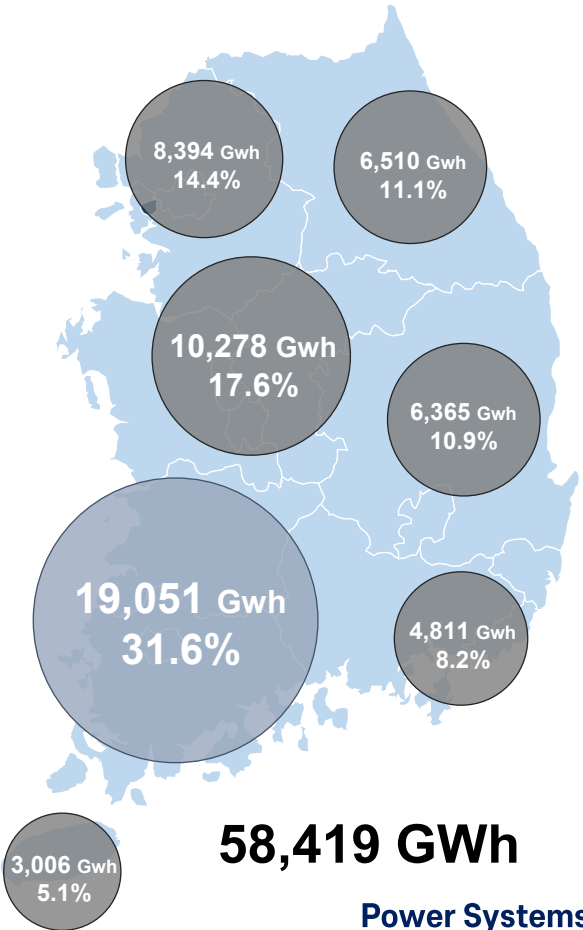 8,394 Gwh
14.4%
6,510 Gwh
11.1%
10,278 Gwh
17.6%
6,365 Gwh
10.9%
19,051 Gwh
31.6%
4,811 Gwh
8.2%
3,006 Gwh
5.1%
58,419 GWh
Power Systems